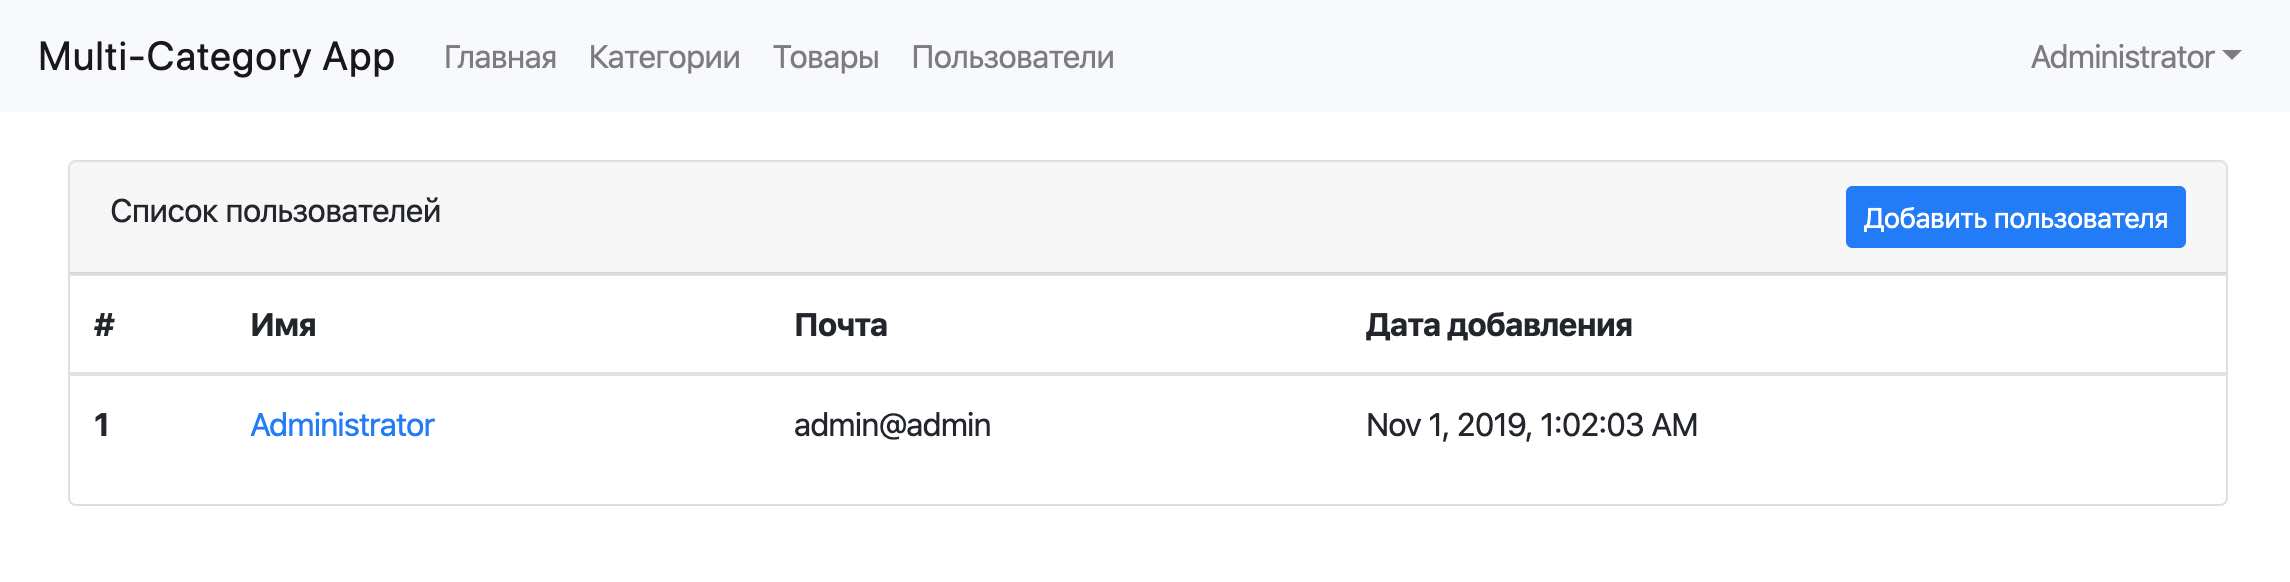 Multi-Category App Главная Категории Товары Пользователи Administrator
Список пользователей Добавить пользователя
# Имя Почта Дата добавления
1 Administrator admin@admin Nov 1, 2019, 1:02:03 AM